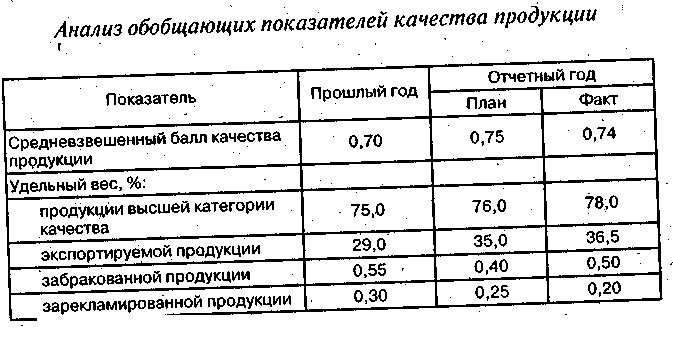 Анализ обобщающих показателей качества продукции
Показатель Прошлый год Отчетный год
План Факт
Средневзвешенный балл качества
продукции 0,70 0,75 0,74
Удельный вес, %:
продукции высшей категории
качества 75,0 76,0 78,0
экспортируемой продукции 29,0 35,0 36,5
забракованной продукции 0,55 0,40 0,50
зарекламированной продукции 0,30 0,25 0,20